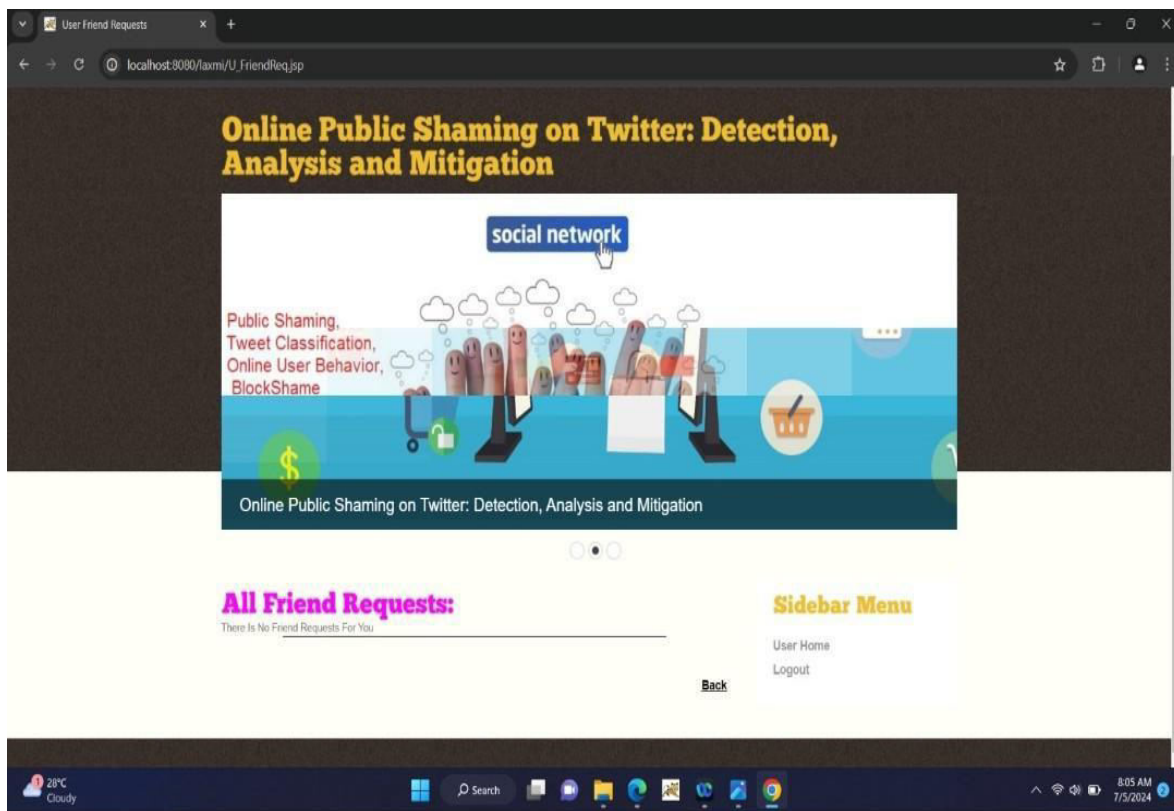 User Friend Requests
localhost:8080/laxmi/U_FriendReq.jsp
Online Public Shaming on Twitter: Detection,
Analysis and Mitigation
social network
Public Shaming,
Tweet Classification,
Online User Behavior,
BlockShame
$
Online Public Shaming on Twitter: Detection, Analysis and Mitigation
All Friend Requests:
There Is No Friend Requests For You
Sidebar Menu
User Home
Logout
Back
1
28°C
Cloudy
Search
8:05 AM
7/5/2024
2